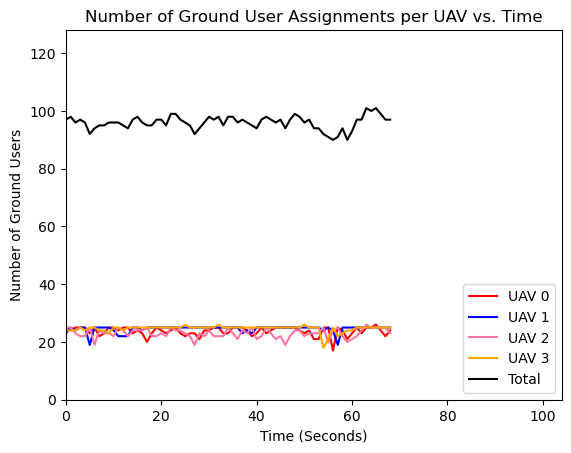 Number of Ground User Assignments per UAV vs. Time
Number of Ground Users
120
100
80
60
40
20
0
0 20 40 60 80 100
Time (Seconds)
UAV 0
UAV 1
UAV 2
UAV 3
Total